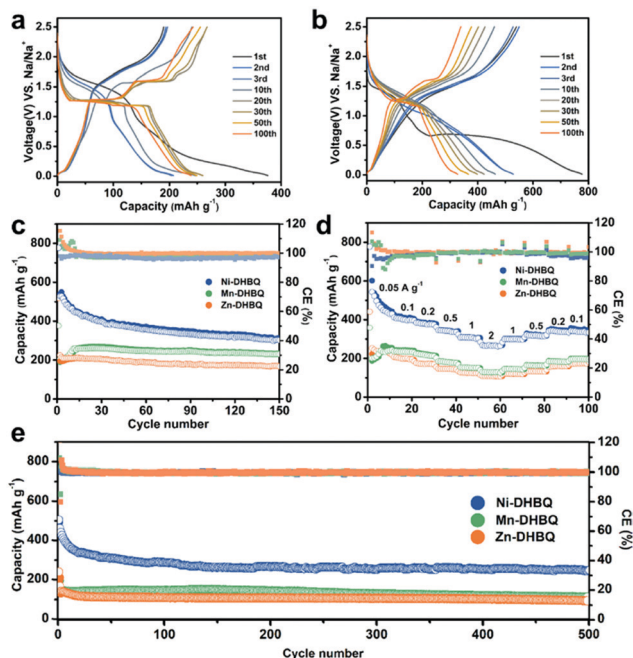 a
2.5
2.0
1.5
1.0
0.5
0.0
Voltage(V) VS. Na/Na⁺
1st
2nd
3rd
10th
20th
30th
50th
100th
0
100
200
300
400
Capacity (mAh g⁻¹)
b
2.5
2.0
1.5
1.0
0.5
0.0
Voltage(V) VS. Na/Na⁺
1st
2nd
3rd
10th
20th
30th
50th
100th
0
200
400
600
800
Capacity (mAh g⁻¹)
c
800
600
400
200
0
Capacity (mAh g⁻¹)
Ni-DHBQ
Mn-DHBQ
Zn-DHBQ
120
100
80
60
40
20
0
CE (%)
0
30
60
90
120
150
Cycle number
d
800
600
400
200
0
Capacity (mAh g⁻¹)
Ni-DHBQ
Mn-DHBQ
Zn-DHBQ
0.05 A g⁻¹
0.1
0.2
0.5
1
2
1
0.5
0.2
0.1
120
100
80
60
40
20
0
CE (%)
0
20
40
60
80
100
Cycle number
e
800
600
400
200
0
Capacity (mAh g⁻¹)
Ni-DHBQ
Mn-DHBQ
Zn-DHBQ
120
100
80
60
40
20
0
CE (%)
0
100
200
300
400
500
Cycle number